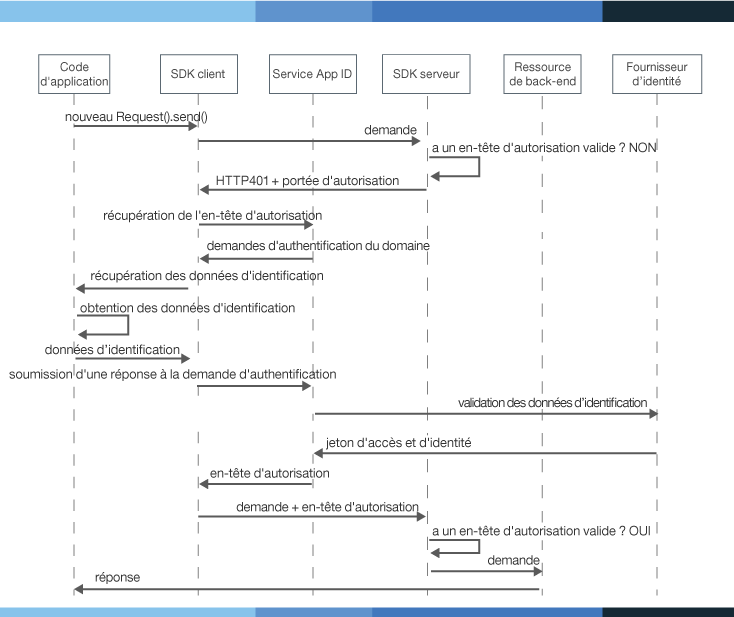 Code
d'application
SDK client
Service App ID
SDK serveur
Ressource
de back-end
Fournisseur
d'identité
nouveau Request().send()
demande
a un en-tête d'autorisation valide ? NON
HTTP401 + portée d'autorisation
récupération de l'en-tête d'autorisation
demandes d'authentification du domaine
récupération des données d'identification
obtention des données d'identification
données d'identification
soumission d'une réponse à la demande d'authentification
validation des données d'identification
jeton d'accès et d'identité
en-tête d'autorisation
demande + en-tête d'autorisation
a un en-tête d'autorisation valide ? OUI
demande
réponse